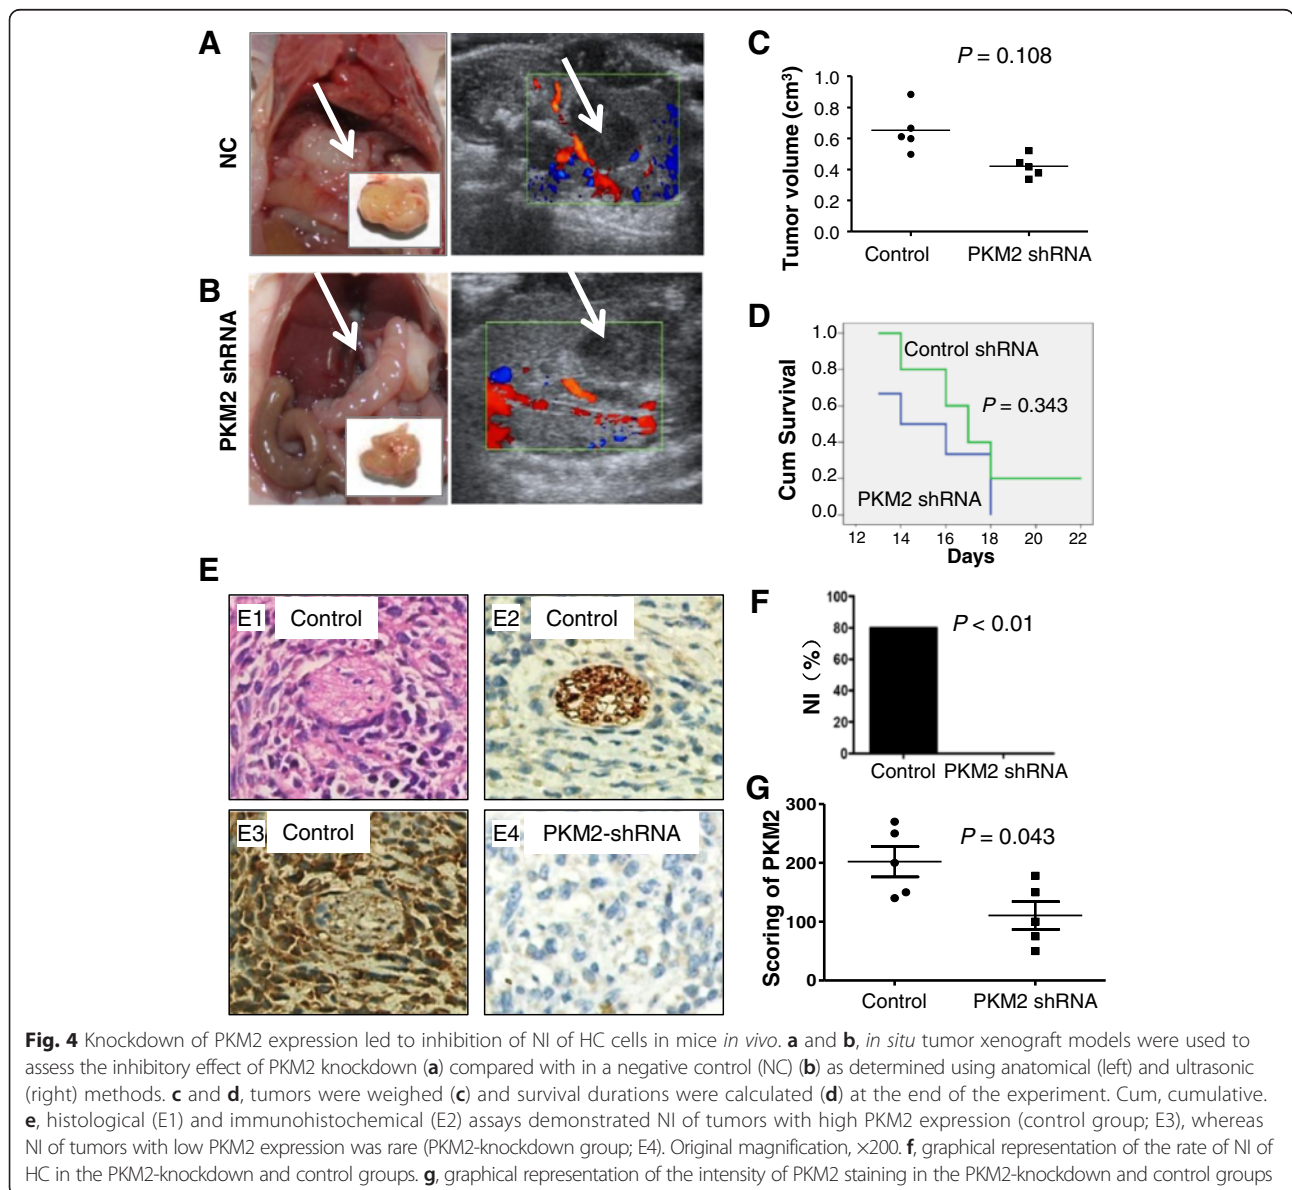 A
NC
B
PKM2 shRNA
C
P = 0.108
Tumor volume (cm³)
1.0
0.8
0.6
0.4
0.2
0.0
Control PKM2 shRNA
D
Cum Survival
1.0
0.8
0.6
0.4
0.2
0.0
Control shRNA
P = 0.343
PKM2 shRNA
12 14 16 18 20 22
Days
E
E1 Control
E2 Control
E3 Control
E4 PKM2-shRNA
F
P < 0.01
NI (%)
100
80
60
40
20
0
Control PKM2 shRNA
G
P = 0.043
Scoring of PKM2
300
200
100
0
Control PKM2 shRNA
Fig. 4 Knockdown of PKM2 expression led to inhibition of NI of HC cells in mice in vivo. a and b, in situ tumor xenograft models were used to
assess the inhibitory effect of PKM2 knockdown (a) compared with in a negative control (NC) (b) as determined using anatomical (left) and ultrasonic
(right) methods. c and d, tumors were weighed (c) and survival durations were calculated (d) at the end of the experiment. Cum, cumulative.
e, histological (E1) and immunohistochemical (E2) assays demonstrated NI of tumors with high PKM2 expression (control group; E3), whereas
NI of tumors with low PKM2 expression was rare (PKM2-knockdown group; E4). Original magnification, ×200. f, graphical representation of the rate of NI of
HC in the PKM2-knockdown and control groups. g, graphical representation of the intensity of PKM2 staining in the PKM2-knockdown and control groups